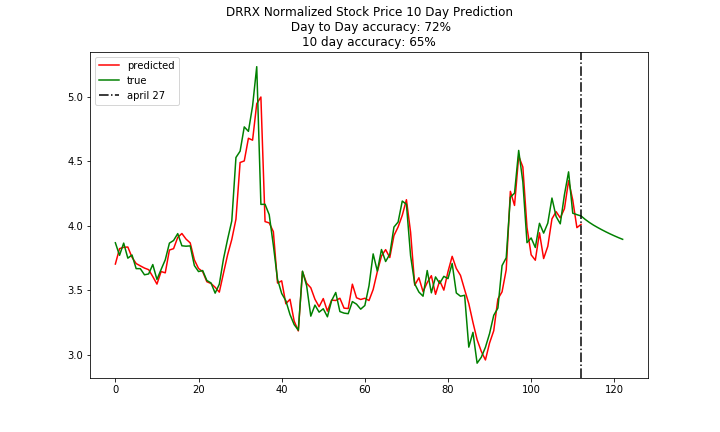 DRRX Normalized Stock Price 10 Day Prediction
Day to Day accuracy: 72%
10 day accuracy: 65%
predicted
true
april 27
5.0
4.5
4.0
3.5
3.0
0 20 40 60 80 100 120